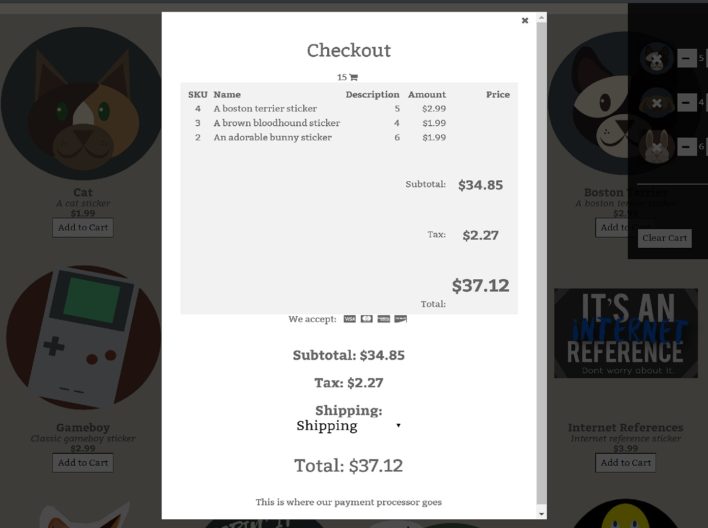 Checkout
15
SKU Name Description Amount Price
4 A boston terrier sticker 5 $2.99
3 A brown bloodhound sticker 4 $1.99
2 An adorable bunny sticker 6 $1.99
Subtotal: $34.85
Tax: $2.27
$37.12
Total:
We accept:
Subtotal: $34.85
Tax: $2.27
Shipping:
Shipping
Total: $37.12
This is where our payment processor goes
Cat
A cat sticker
$1.99
Add to Cart
Gameboy
Classic gameboy sticker
$2.99
Add to Cart
Boston Terrier
A boston terrier sticker
Add to
5
4
6
Clear Cart
IT'S AN
INTERNET
REFERENCE
Dont worry about it.
Internet References
Internet reference sticker
$3.99
Add to Cart